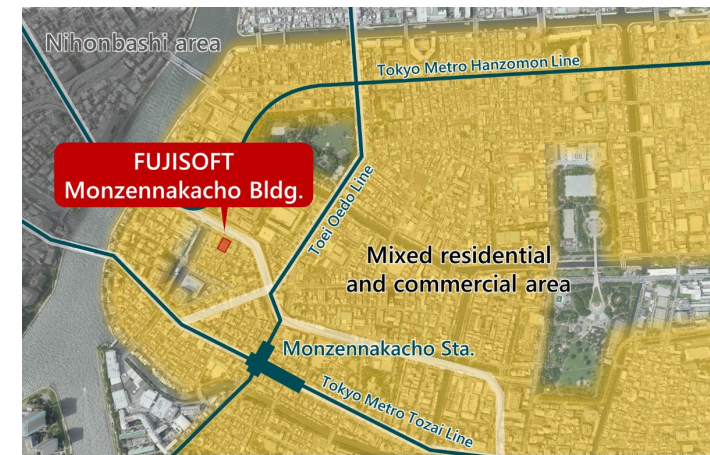 Nihonbashi area
Tokyo Metro Hanzomon Line
FUJISOFT
Monzennakacho Bldg.
Toei Oedo Line
Mixed residential
and commercial area
Monzennakacho Sta.
Tokyo Metro Tozai Line